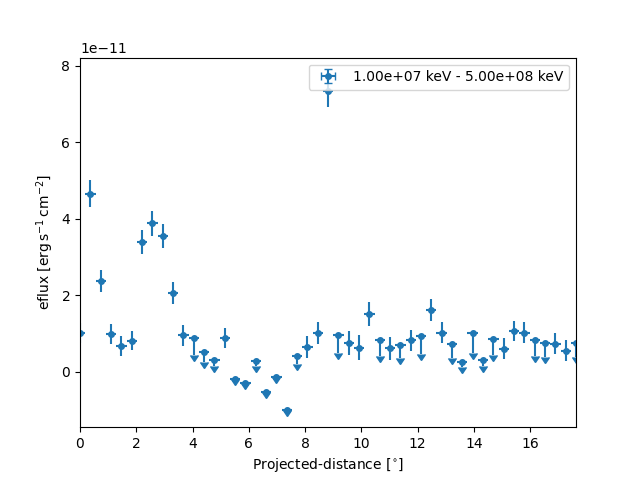 1e−11
1.00e+07 keV - 5.00e+08 keV
8
6
4
2
0
eflux [erg s⁻¹ cm⁻²]
0 2 4 6 8 10 12 14 16
Projected-distance [°]